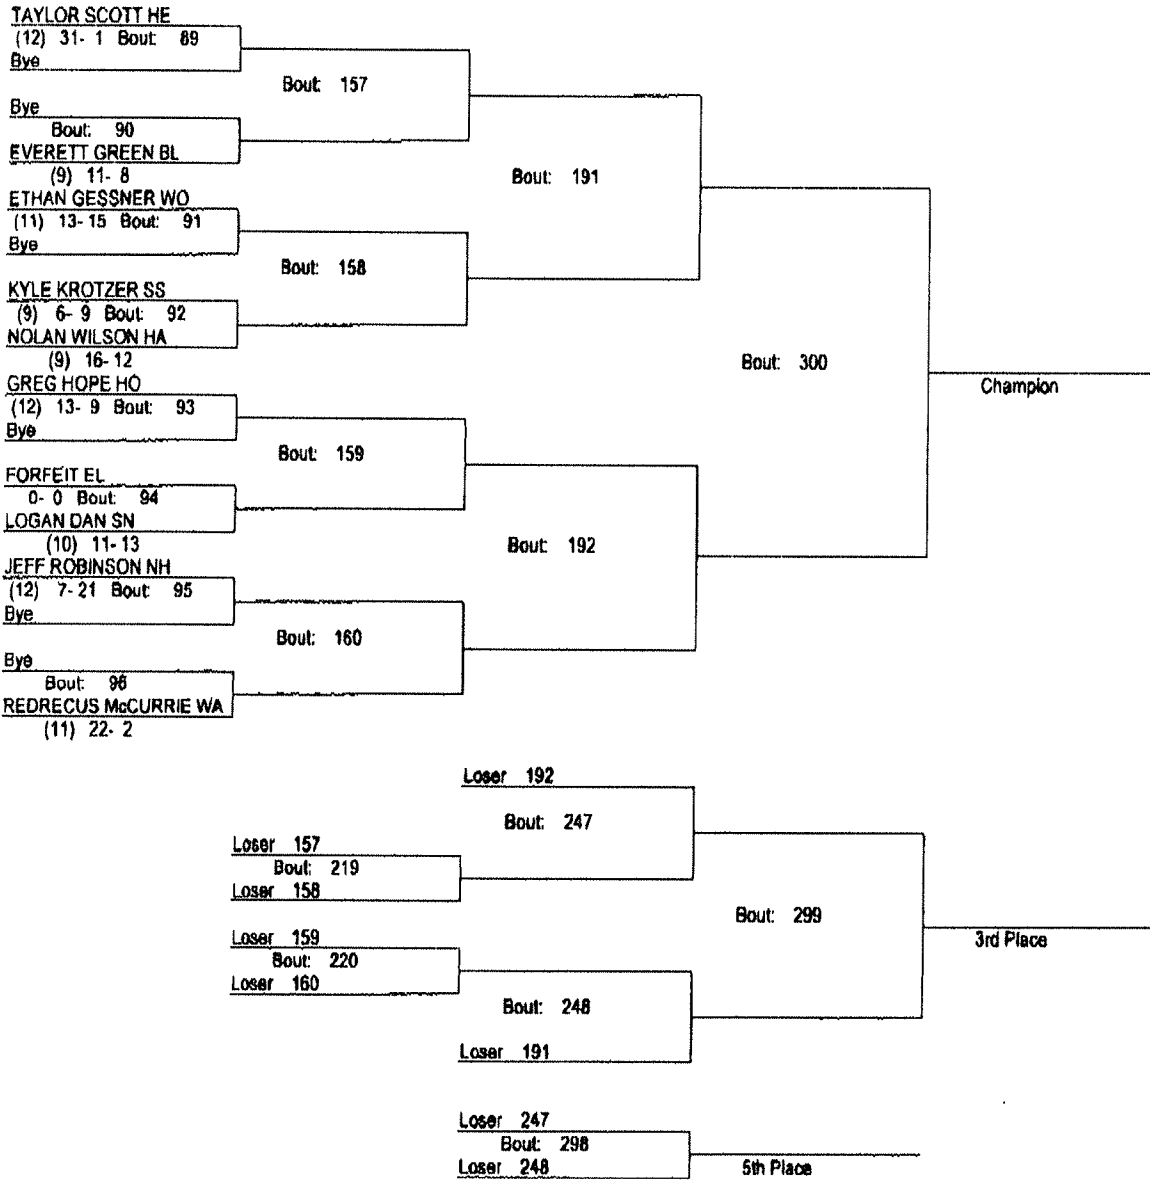 TAYLOR SCOTT HE
(12) 31- 1 Bout: 89
Bye
Bout: 157
Bye
Bout: 90
EVERETT GREEN BL
(9) 11- 8
Bout: 191
ETHAN GESSNER WO
(11) 13- 15 Bout: 91
Bye
Bout: 158
KYLE KROTZER SS
(9) 6- 9 Bout: 92
NOLAN WILSON HA
(9) 16- 12
Bout: 300
Champion
GREG HOPE HO
(12) 13- 9 Bout: 93
Bye
Bout: 159
FORFEIT EL
0- 0 Bout: 94
LOGAN DAN SN
(10) 11- 13
Bout: 192
JEFF ROBINSON NH
(12) 7- 21 Bout: 95
Bye
Bout: 160
Bye
Bout: 96
REDRECUS McCURRIE WA
(11) 22- 2
Loser 192
Bout: 247
Loser 157
Bout: 219
Loser 158
Bout: 299
3rd Place
Loser 159
Bout: 220
Loser 160
Bout: 248
Loser 191
Loser 247
Bout: 298
Loser 248
5th Place